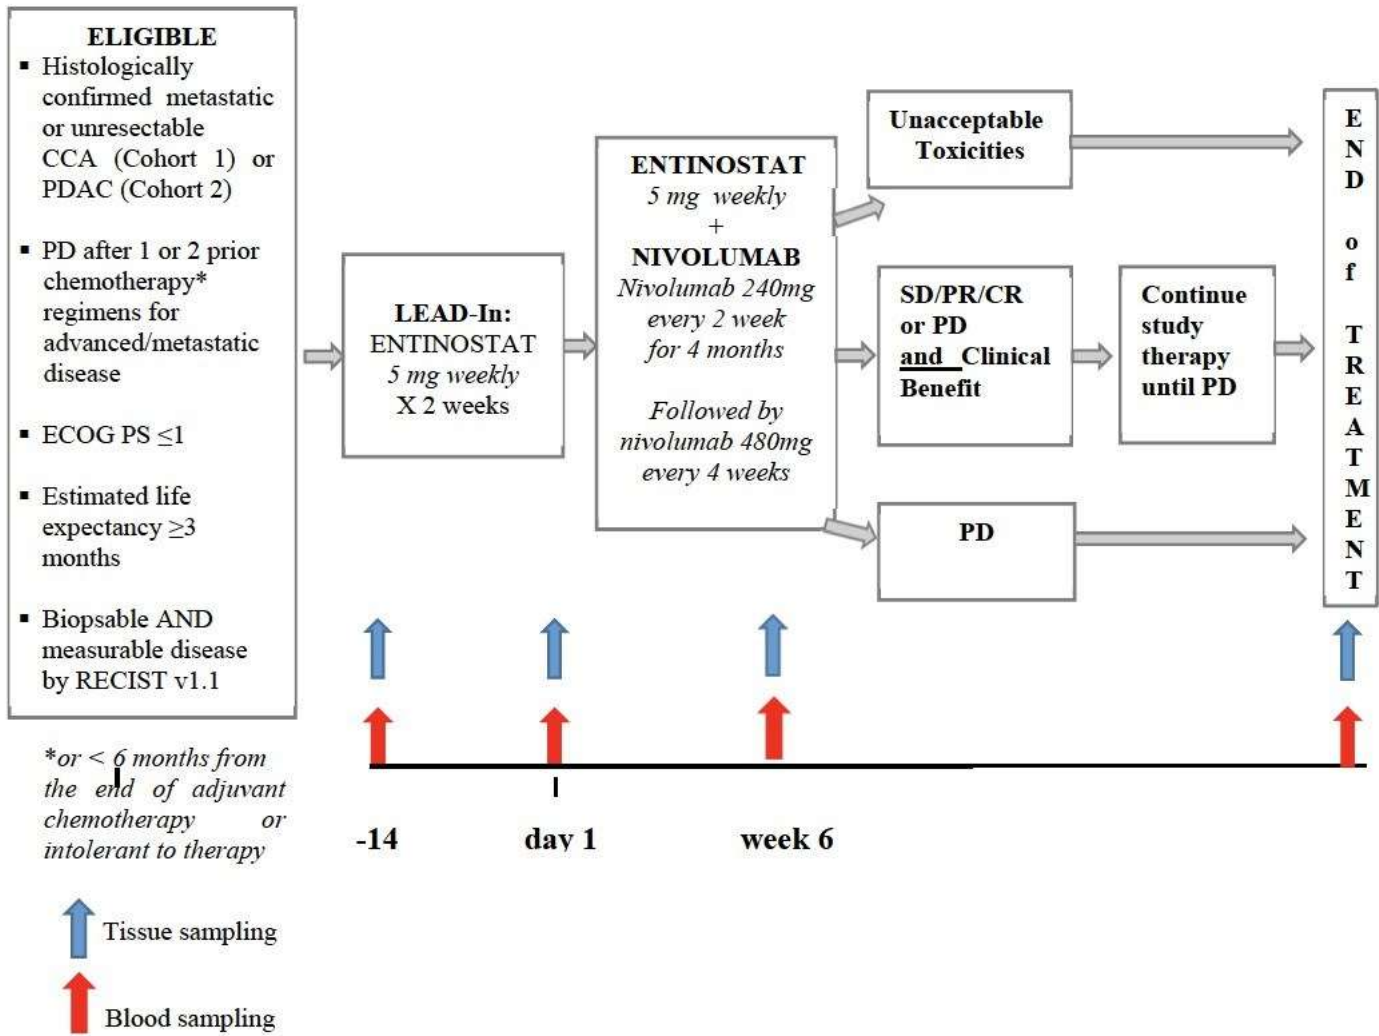 ELIGIBLE
▪ Histologically
confirmed metastatic
or unresectable
CCA (Cohort 1) or
PDAC (Cohort 2)
▪ PD after 1 or 2 prior
chemotherapy*
regimens for
advanced/metastatic
disease
▪ ECOG PS ≤1
▪ Estimated life
expectancy ≥3
months
▪ Biopsable AND
measurable disease
by RECIST v1.1
*or < 6 months from
the end of adjuvant
chemotherapy or
intolerant to therapy
LEAD-In:
ENTINOSTAT
5 mg weekly
X 2 weeks
ENTINOSTAT
5 mg weekly
+
NIVOLUMAB
Nivolumab 240mg
every 2 week
for 4 months
Followed by
nivolumab 480mg
every 4 weeks
Unacceptable
Toxicities
SD/PR/CR
or PD
and Clinical
Benefit
Continue
study
therapy
until PD
PD
END of TREATMENT
-14
day 1
week 6
Tissue sampling
Blood sampling